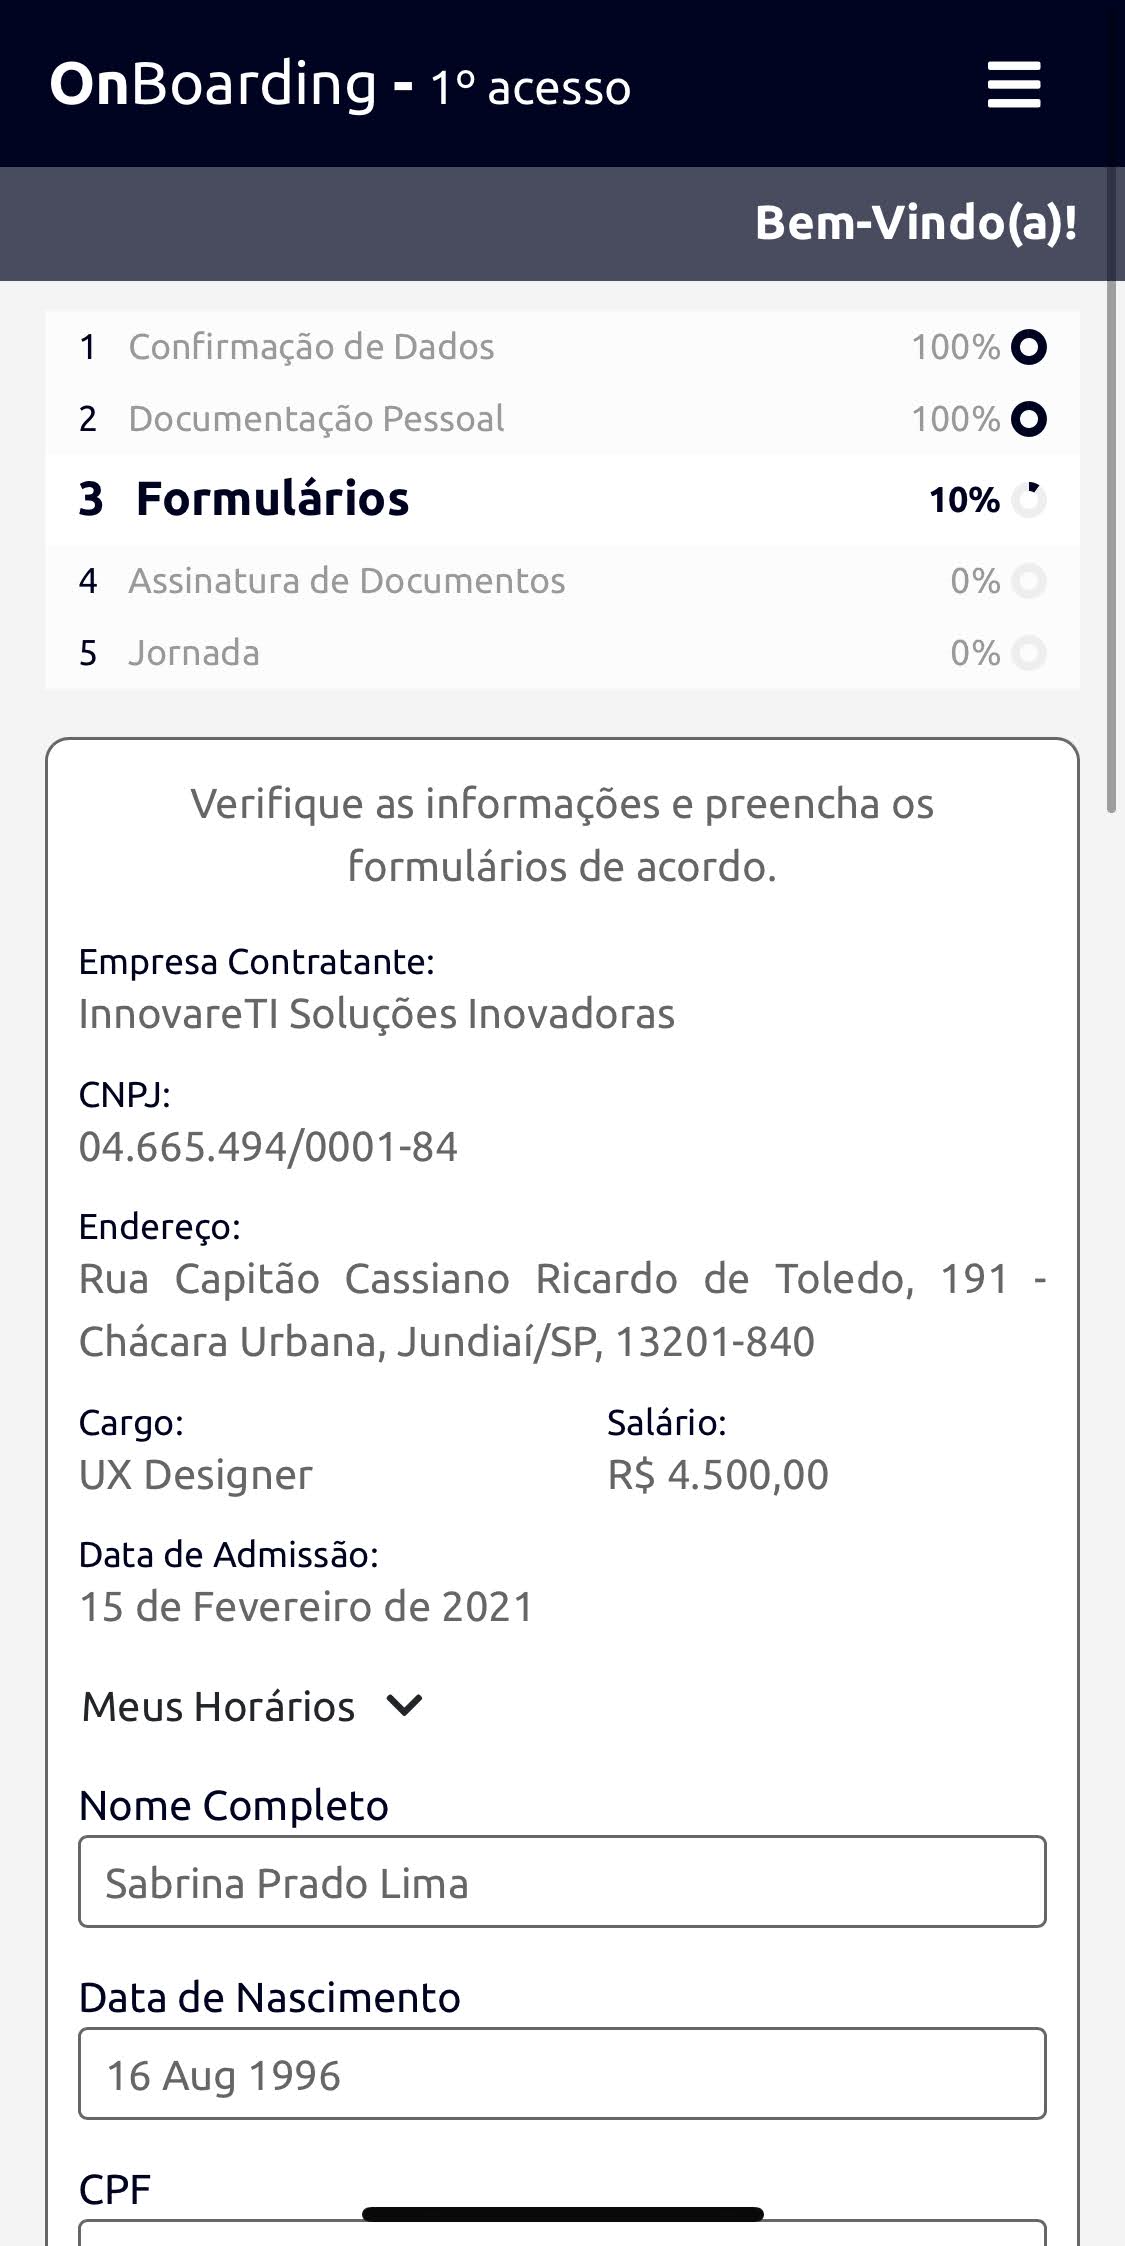 OnBoarding - 1º acesso
Bem-Vindo(a)!
1 Confirmação de Dados 100%
2 Documentação Pessoal 100%
3 Formulários 10%
4 Assinatura de Documentos 0%
5 Jornada 0%
Verifique as informações e preencha os
formulários de acordo.
Empresa Contratante:
InnovareTI Soluções Inovadoras
CNPJ:
04.665.494/0001-84
Endereço:
Rua Capitão Cassiano Ricardo de Toledo, 191 -
Chácara Urbana, Jundiaí/SP, 13201-840
Cargo: Salário:
UX Designer R$ 4.500,00
Data de Admissão:
15 de Fevereiro de 2021
Meus Horários
Nome Completo
Sabrina Prado Lima
Data de Nascimento
16 Aug 1996
CPF